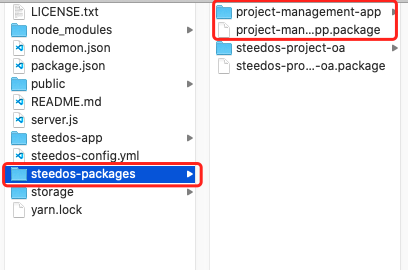 LICENSE.txt
node_modules
nodemon.json
package.json
public
README.md
server.js
steedos-app
steedos-config.yml
steedos-packages
storage
yarn.lock
project-management-app
project-man...pp.package
steedos-project-oa
steedos-pro...-oa.package